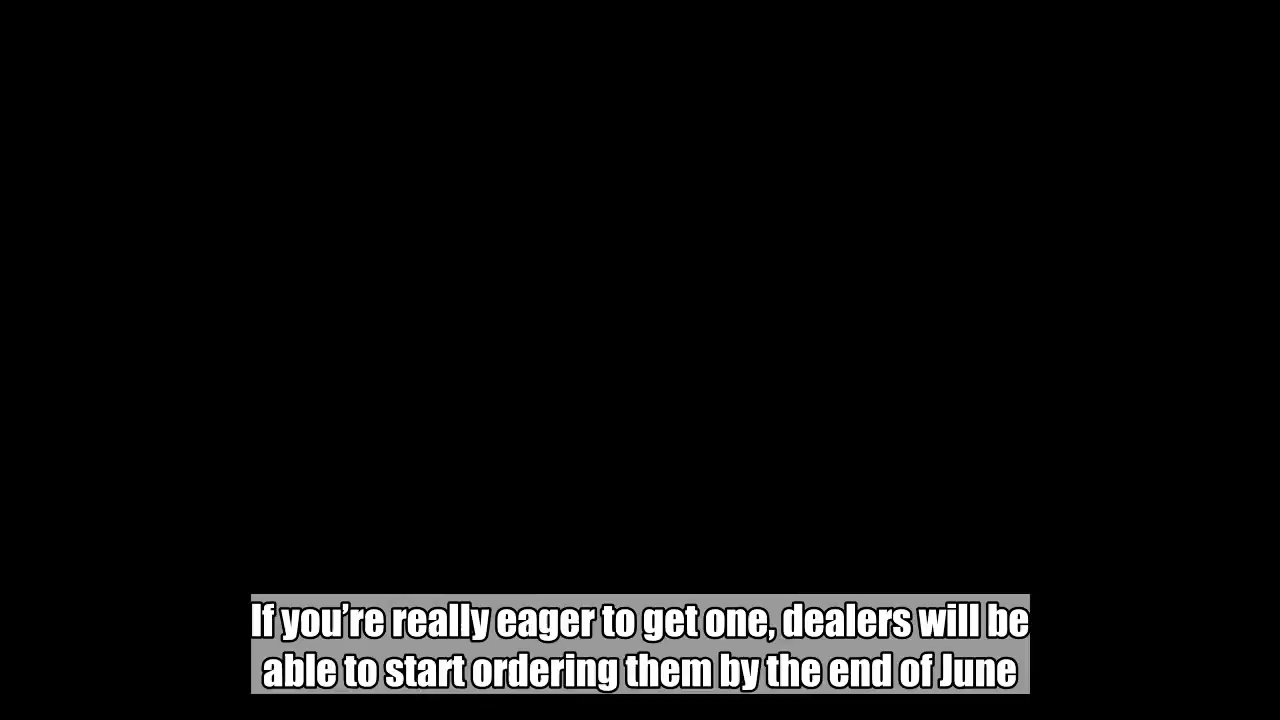 If you’re really eager to get one, dealers will be
able to start ordering them by the end of June